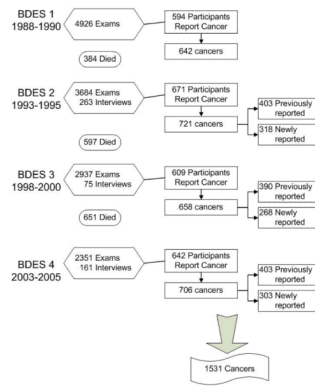 BDES 1
1988-1990
4926 Exams
594 Participants
Report Cancer
642 cancers
384 Died
BDES 2
1993-1995
3684 Exams
263 Interviews
671 Participants
Report Cancer
721 cancers
403 Previously
reported
318 Newly
reported
597 Died
BDES 3
1998-2000
2937 Exams
75 Interviews
609 Participants
Report Cancer
658 cancers
390 Previously
reported
268 Newly
reported
651 Died
BDES 4
2003-2005
2351 Exams
161 Interviews
642 Participants
Report Cancer
706 cancers
403 Previously
reported
303 Newly
reported
1531 Cancers